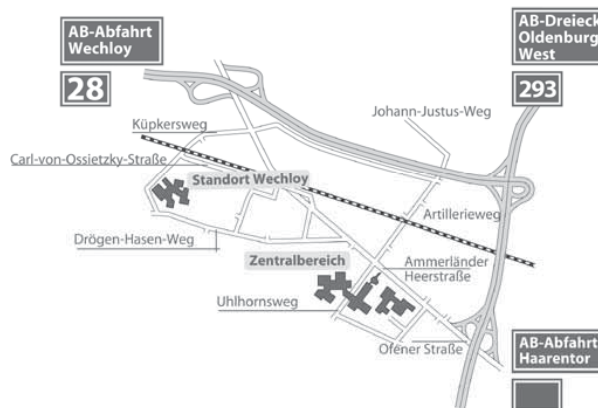 AB-Abfahrt
Wechloy
28
AB-Dreieck
Oldenburg
West
293
Johann-Justus-Weg
Küpkersweg
Carl-von-Ossietzky-Straße
Standort Wechloy
Artillerieweg
Drögen-Hasen-Weg
Zentralbereich
Ammerländer
Heerstraße
Uhlhornsweg
Ofener Straße
AB-Abfahrt
Haarentor